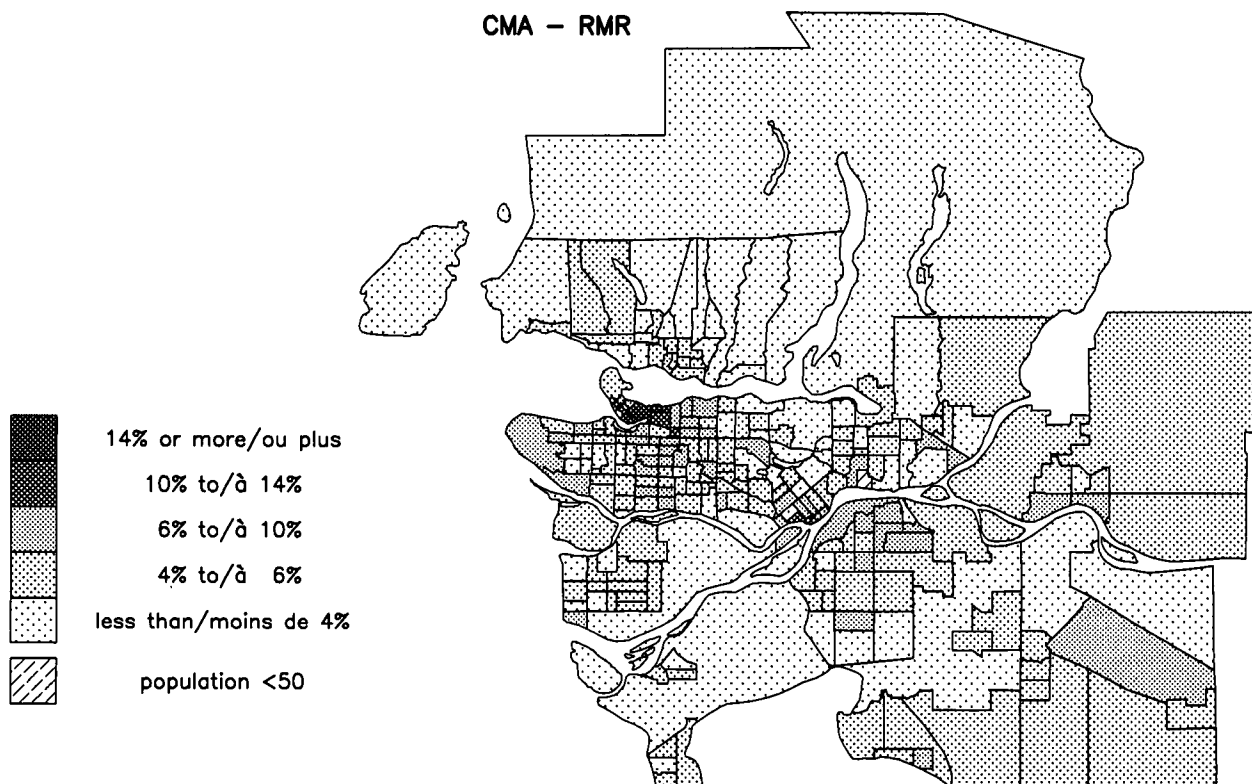 CMA – RMR
14% or more/ou plus
10% to/à 14%
6% to/à 10%
4% to/à 6%
less than/moins de 4%
population <50